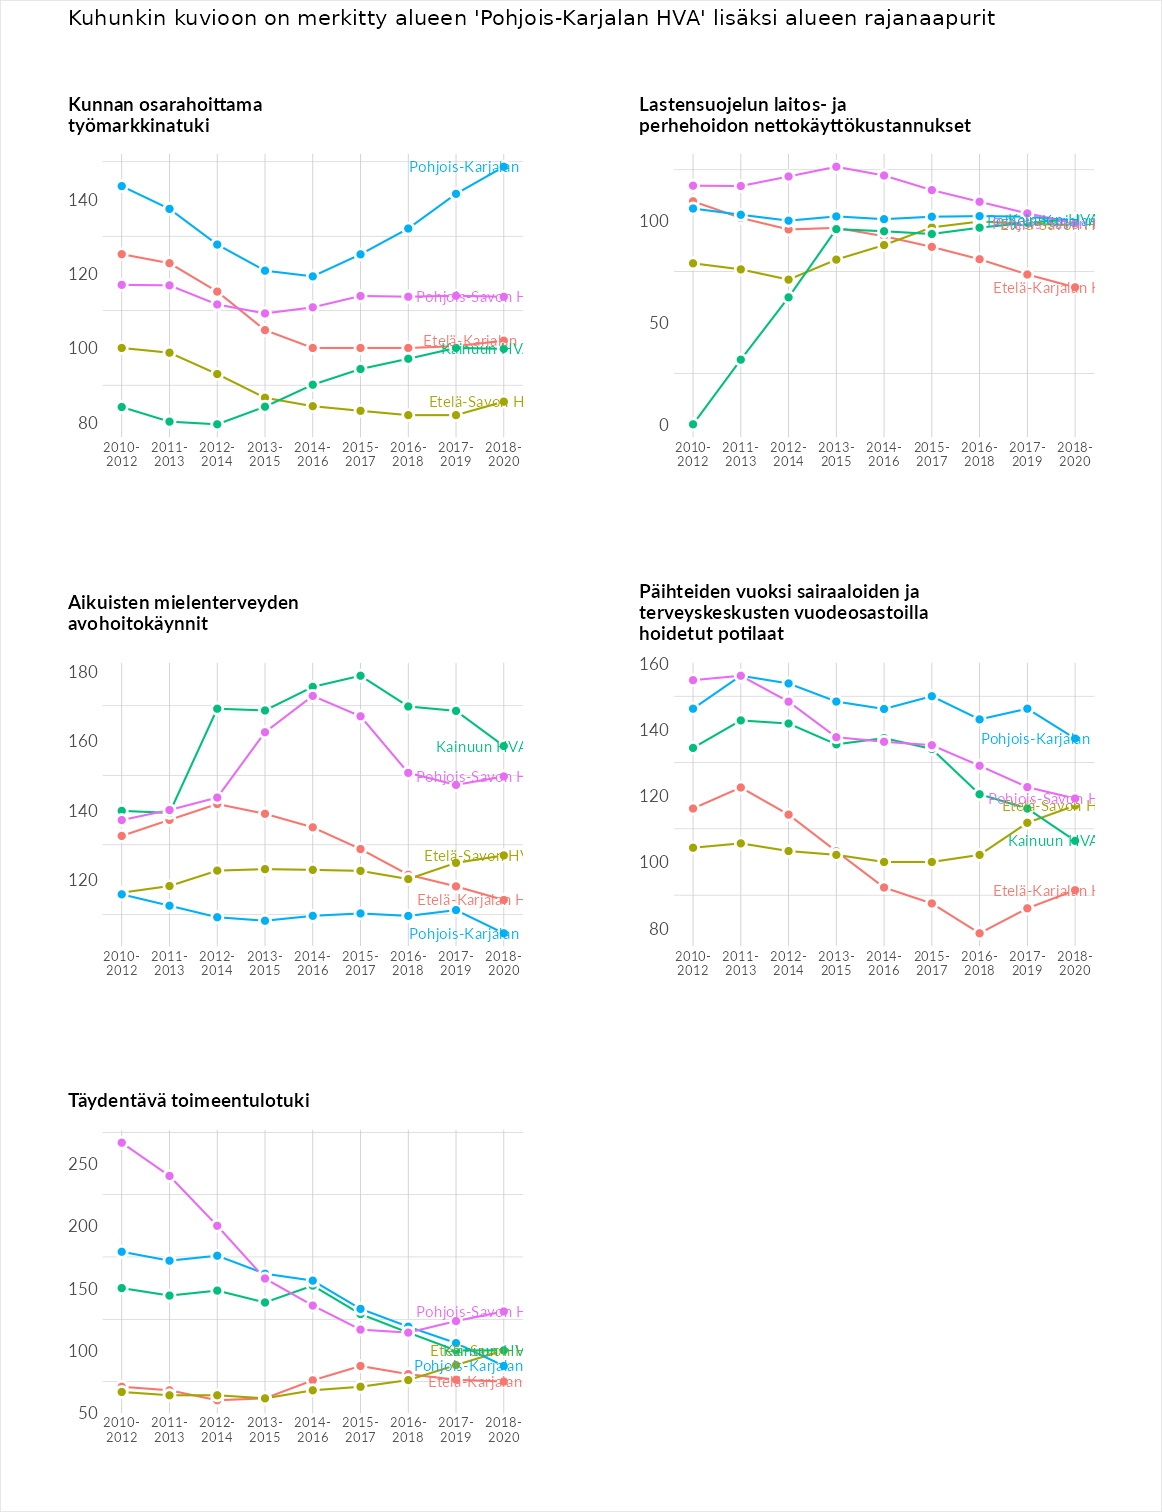 Kuhunkin kuvioon on merkitty alueen 'Pohjois-Karjalan HVA' lisäksi alueen rajanaapurit
Kunnan osarahoittama
työmarkkinatuki
140
120
100
80
Pohjois-Karjalan
Pohjois-Savon H
Etelä-Karjalan
Kainuun HVA
Etelä-Savon H
2010- 2011- 2012- 2013- 2014- 2015- 2016- 2017- 2018-
2012 2013 2014 2015 2016 2017 2018 2019 2020
Lastensuojelun laitos- ja
perhehoidon nettokäyttökustannukset
100
50
0
Kainuun HVA
Etelä-Savon H
Etelä-Karjalan H
2010- 2011- 2012- 2013- 2014- 2015- 2016- 2017- 2018-
2012 2013 2014 2015 2016 2017 2018 2019 2020
Aikuisten mielenterveyden
avohoitokäynnit
180
160
140
120
Kainuun HVA
Pohjois-Savon H
Etelä-Savon HV
Etelä-Karjalan H
Pohjois-Karjalan
2010- 2011- 2012- 2013- 2014- 2015- 2016- 2017- 2018-
2012 2013 2014 2015 2016 2017 2018 2019 2020
Päihteiden vuoksi sairaaloiden ja
terveyskeskusten vuodeosastoilla
hoidetut potilaat
160
140
120
100
80
Pohjois-Karjalan
Pohjois-Savon H
Etelä-Savon H
Kainuun HVA
Etelä-Karjalan H
2010- 2011- 2012- 2013- 2014- 2015- 2016- 2017- 2018-
2012 2013 2014 2015 2016 2017 2018 2019 2020
Täydentävä toimeentulotuki
250
200
150
100
50
Pohjois-Savon H
Pohjois-Karjalan
Etelä-Karjalan
2010- 2011- 2012- 2013- 2014- 2015- 2016- 2017- 2018-
2012 2013 2014 2015 2016 2017 2018 2019 2020